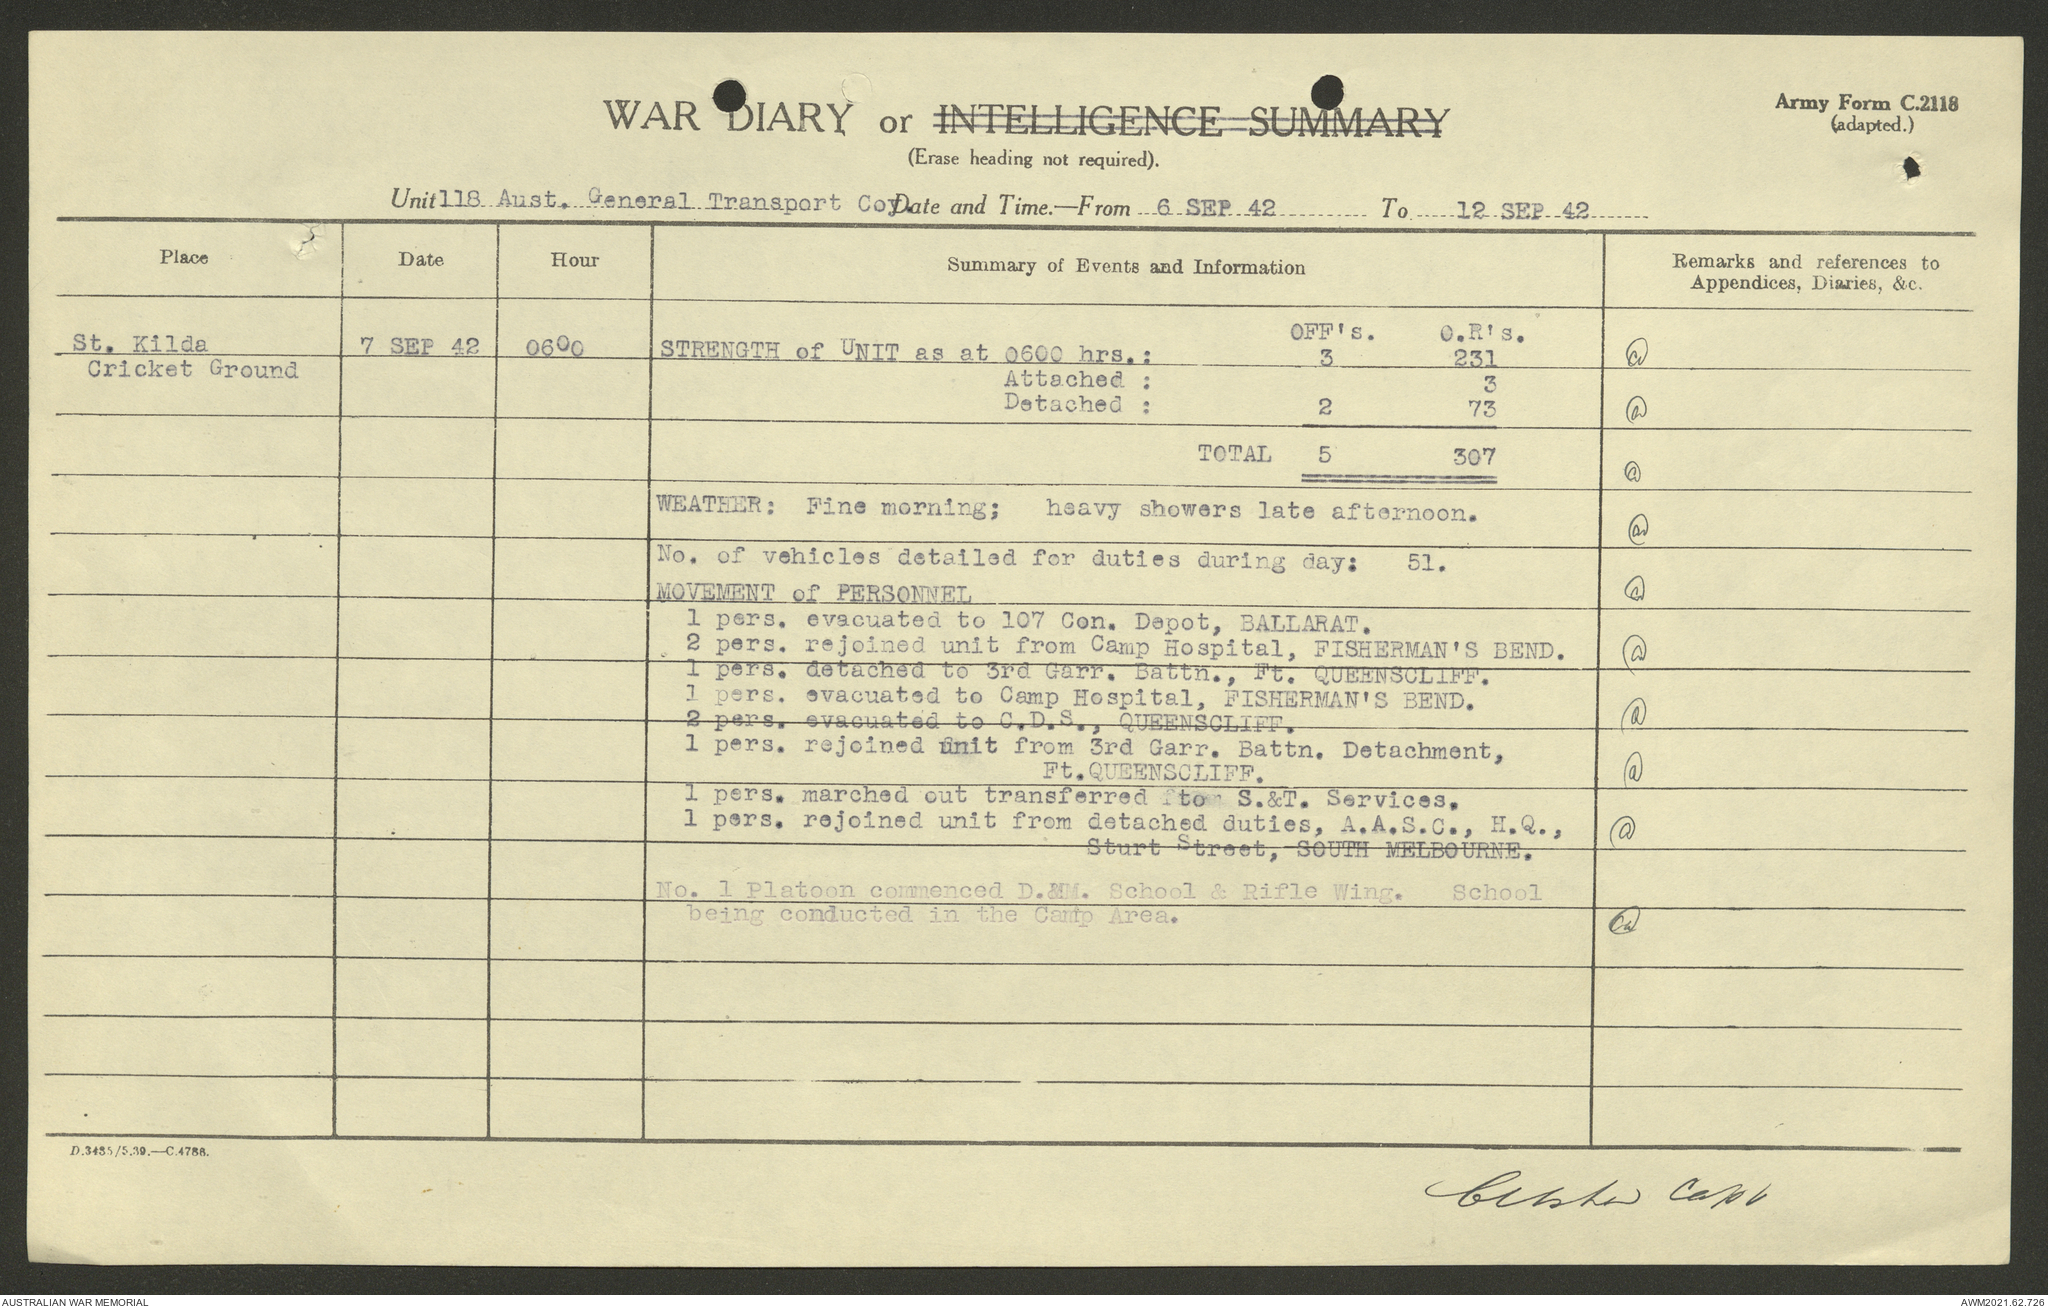 WAR DIARY or INTELLIGENCE SUMMARY
(Erase heading not required).
Army Form C.2118
(adapted.)
Unit 118 Aust. General Transport Coy. Date and Time.—From 6 SEP 42 To 12 SEP 42
Place Date Hour Summary of Events and Information Remarks and references to
Appendices, Diaries, &c.
OFF's. O.R's.
St. Kilda 7 SEP 42 0600 STRENGTH of UNIT as at 0600 hrs.: 3 231
Cricket Ground
Attached : 3
Detached : 2 73
TOTAL 5 307
WEATHER: Fine morning; heavy showers late afternoon.
No. of vehicles detailed for duties during day: 51.
MOVEMENT of PERSONNEL
1 pers. evacuated to 107 Con. Depot, BALLARAT.
2 pers. rejoined unit from Camp Hospital, FISHERMAN'S BEND.
1 pers. detached to 3rd Garr. Battn., Ft. QUEENSCLIFF.
1 pers. evacuated to Camp Hospital, FISHERMAN'S BEND.
2 pers. evacuated to C.D.S., QUEENSCLIFF.
1 pers. rejoined unit from 3rd Garr. Battn. Detachment,
Ft.QUEENSCLIFF.
1 pers. marched out transferred to S.&T. Services.
1 pers. rejoined unit from detached duties, A.A.S.C., H.Q.,
Sturt Street, SOUTH MELBOURNE.
No. 1 Platoon commenced D.&M. School & Rifle Wing. School
being conducted in the Camp Area.
D.3485/5.39.—C.4788.
Capt
AUSTRALIAN WAR MEMORIAL
AWM2021.62.726